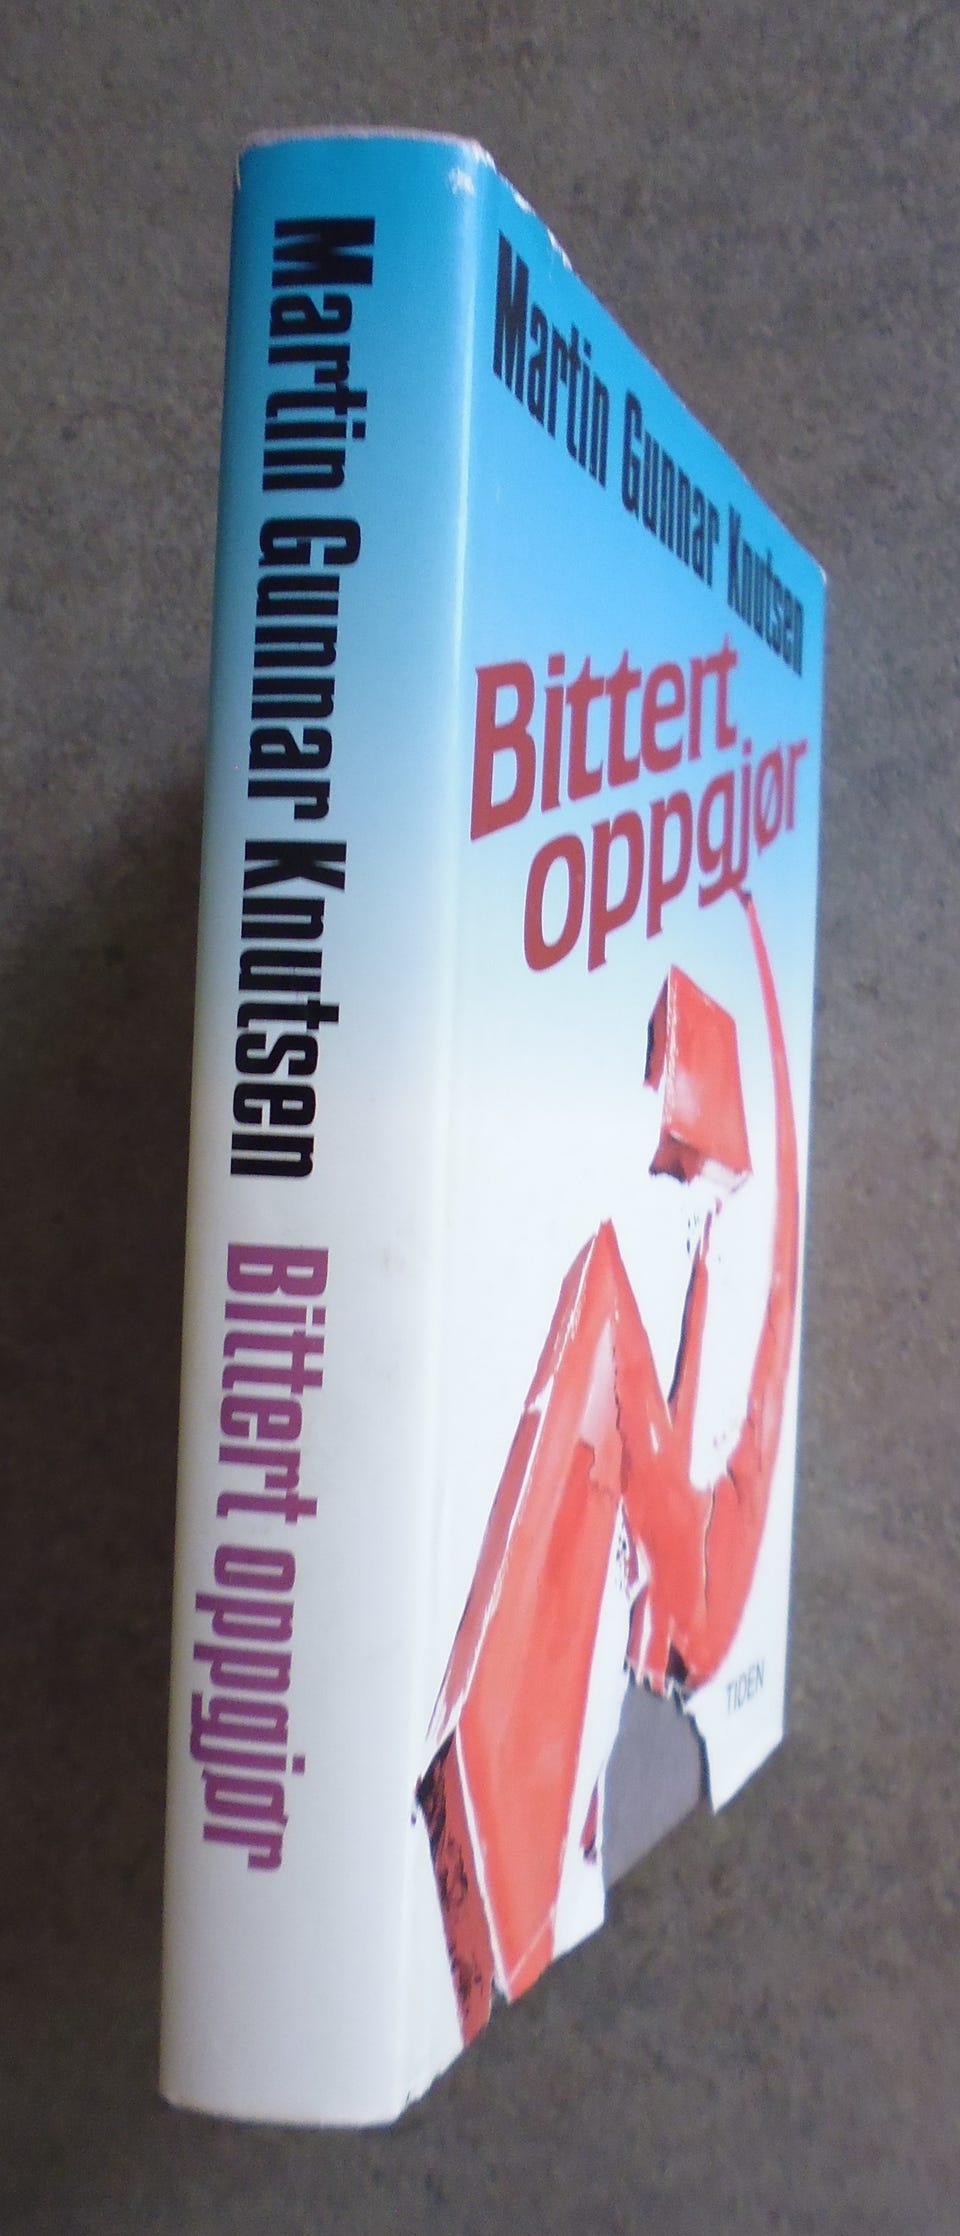 Martin Gunnar Knutsen Bittert oppgjør
Martin Gunnar Knutsen
Bittert
oppgjør
TIDEN